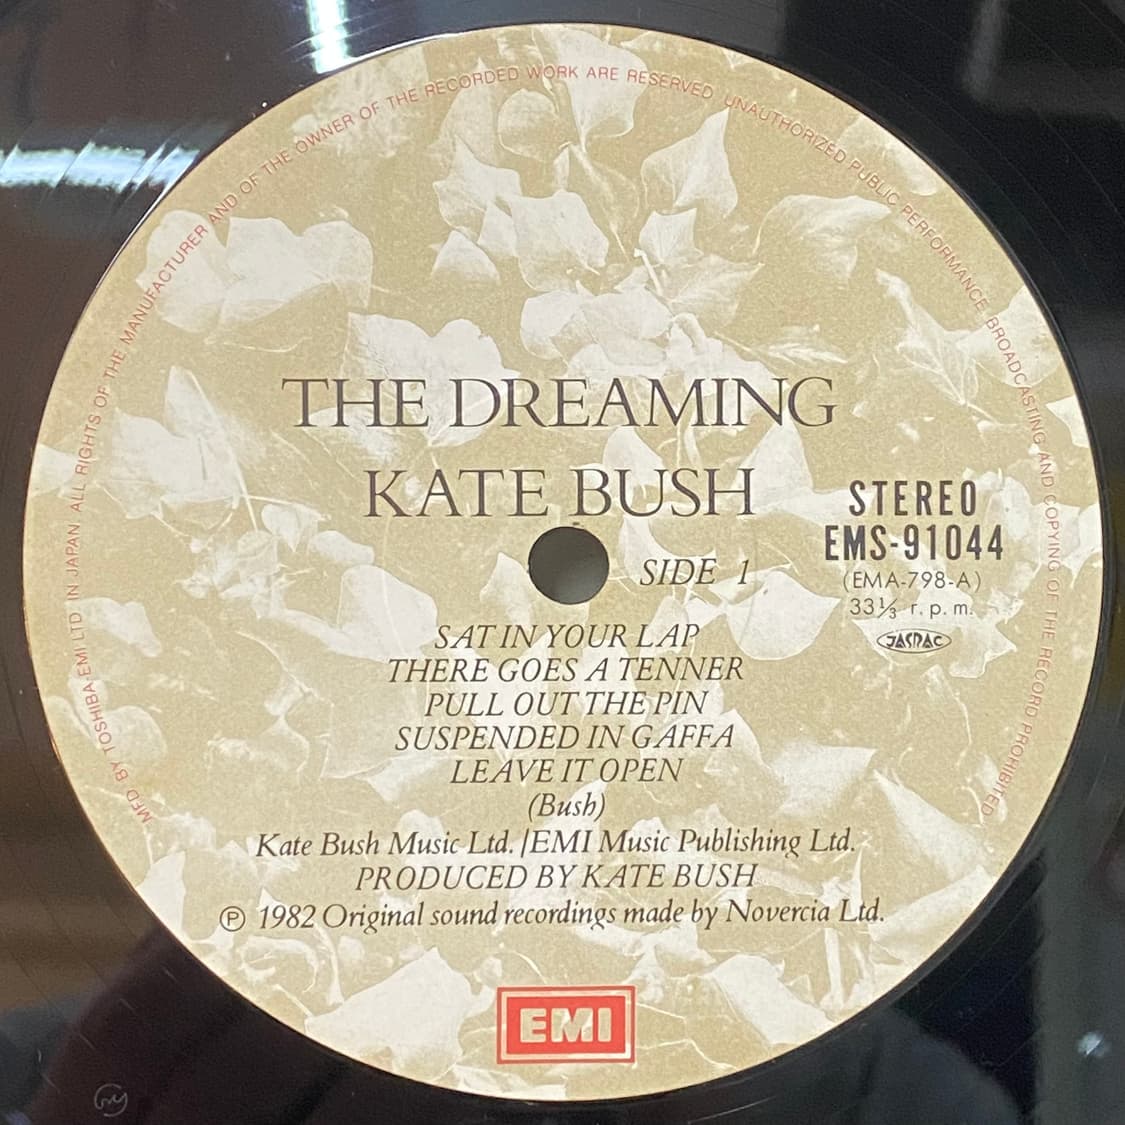 MFD BY TOSHIBA-EMI LTD IN JAPAN ALL RIGHTS OF THE MANUFACTURER AND OF THE OWNER OF THE RECORDED WORK ARE RESERVED UNAUTHORIZED PUBLIC PERFORMANCE BROADCASTING AND COPYING OF THE RECORD PROHIBITED
THE DREAMING
KATE BUSH
STEREO
EMS-91044
(EMA-798-A)
33⅓ r.p.m.
JASRAC
SIDE 1
SAT IN YOUR LAP
THERE GOES A TENNER
PULL OUT THE PIN
SUSPENDED IN GAFFA
LEAVE IT OPEN
(Bush)
Kate Bush Music Ltd./EMI Music Publishing Ltd.
PRODUCED BY KATE BUSH
℗ 1982 Original sound recordings made by Novercia Ltd.
EMI